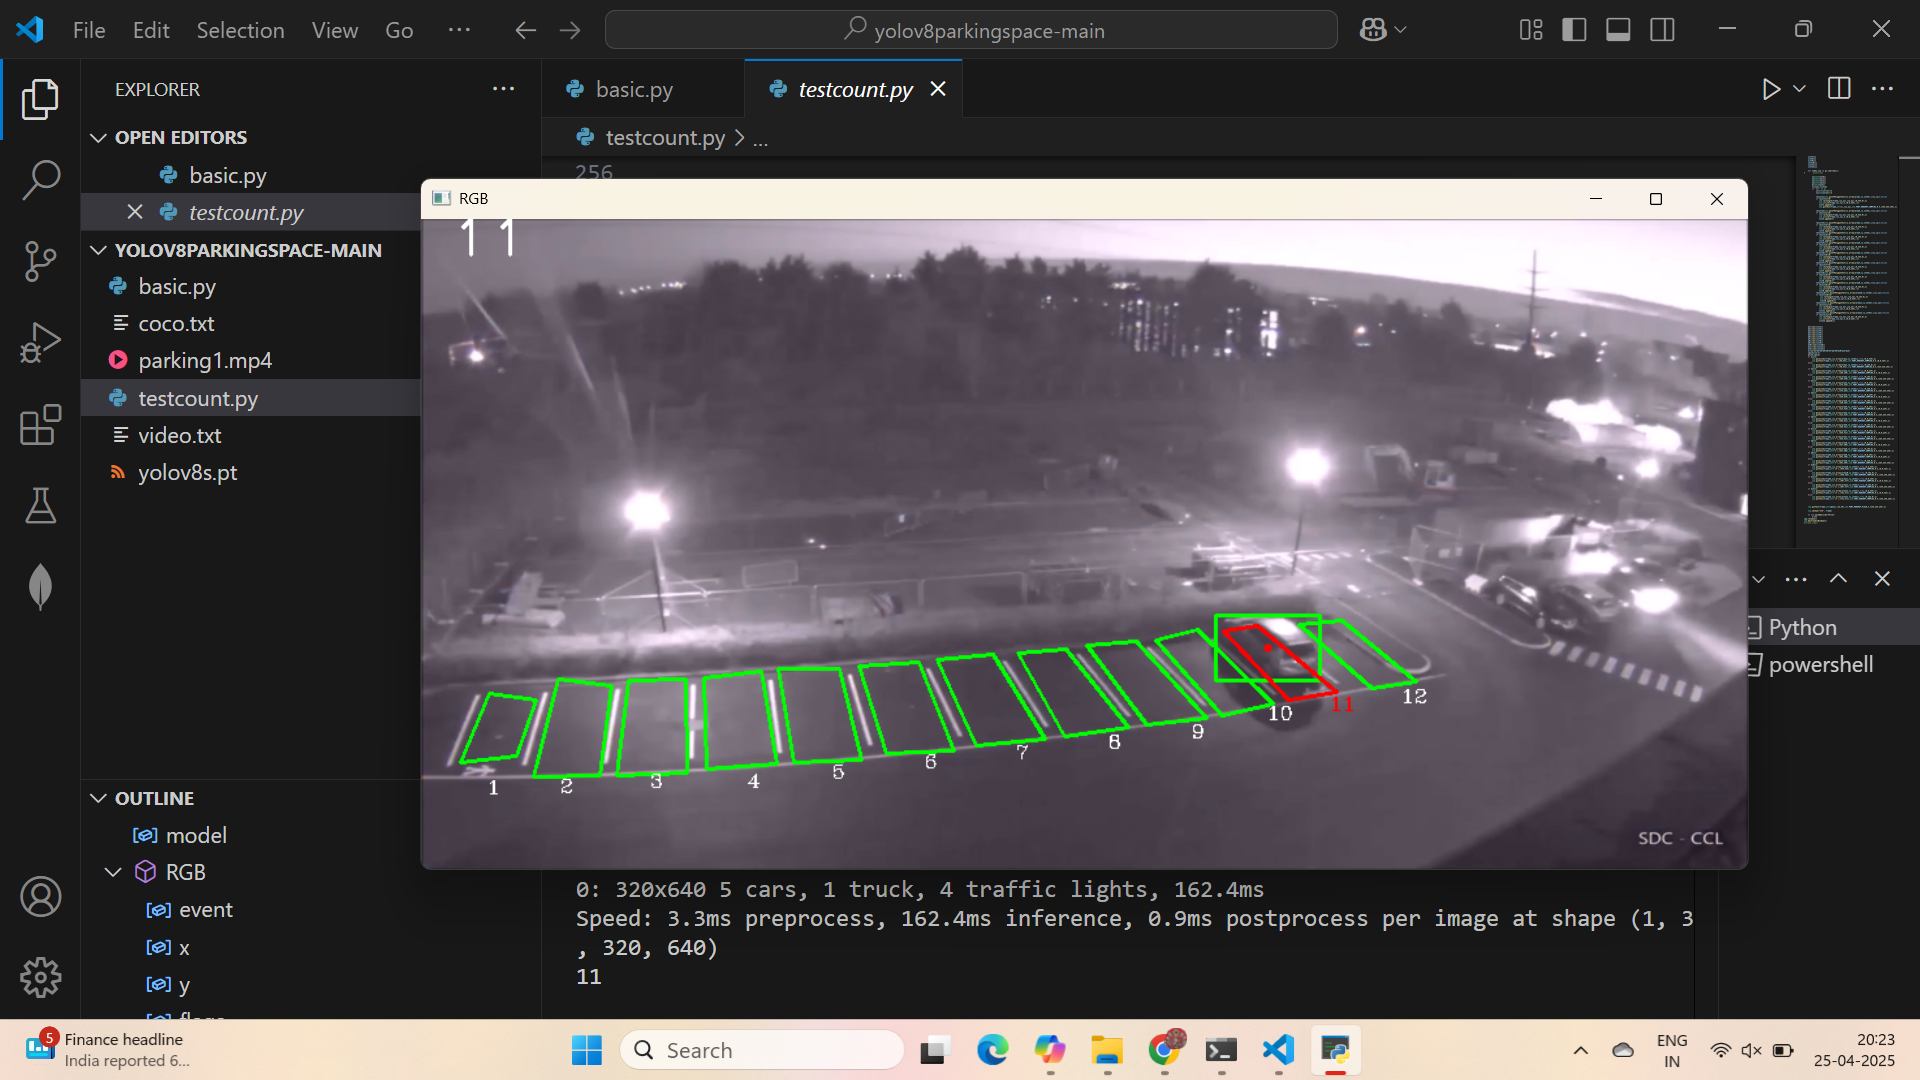 File Edit Selection View Go ...
yolov8parkingspace-main
EXPLORER
OPEN EDITORS
basic.py
testcount.py
YOLOV8PARKINGSPACE-MAIN
basic.py
coco.txt
parking1.mp4
testcount.py
video.txt
yolov8s.pt
OUTLINE
model
RGB
event
x
y
basic.py testcount.py
testcount.py > ...
256
RGB
11
1 2 3 4 5 6 7 8 9 10 11 12
SDC - CCL
0: 320x640 5 cars, 1 truck, 4 traffic lights, 162.4ms
Speed: 3.3ms preprocess, 162.4ms inference, 0.9ms postprocess per image at shape (1, 3
, 320, 640)
11
Python
powershell
5
Finance headline
India reported 6...
Search
ENG
IN
20:23
25-04-2025